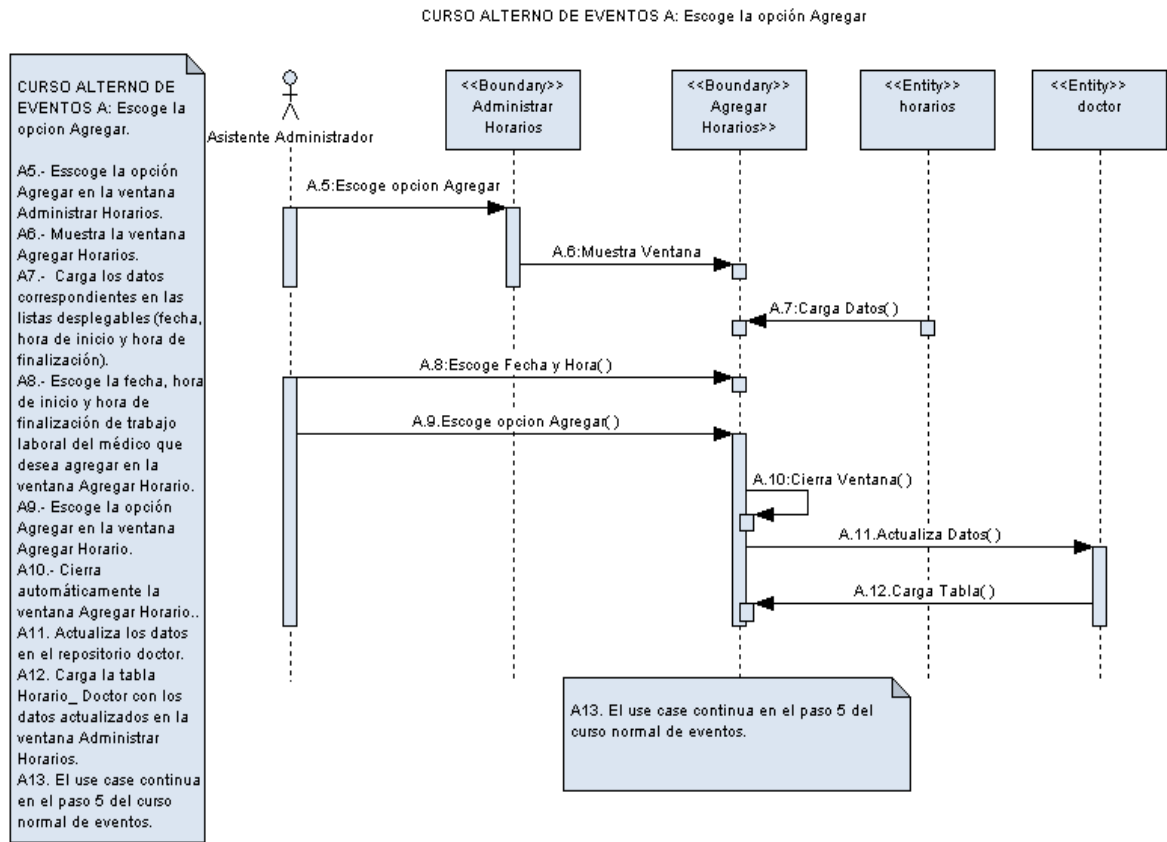 CURSO ALTERNO DE EVENTOS A: Escoge la opción Agregar
CURSO ALTERNO DE
EVENTOS A: Escoge la
opcion Agregar.
A5.- Esscoge la opción
Agregar en la ventana
Administrar Horarios.
A6.- Muestra la ventana
Agregar Horarios.
A7.- Carga los datos
correspondientes en las
listas desplegables (fecha,
hora de inicio y hora de
finalización).
A8.- Escoge la fecha, hora
de inicio y hora de
finalización de trabajo
laboral del médico que
desea agregar en la
ventana Agregar Horario.
A9.- Escoge la opción
Agregar en la ventana
Agregar Horario.
A10.- Cierra
automáticamente la
ventana Agregar Horario..
A11. Actualiza los datos
en el repositorio doctor.
A12. Carga la tabla
Horario_ Doctor con los
datos actualizados en la
ventana Administrar
Horarios.
A13. El use case continua
en el paso 5 del curso
normal de eventos.
Asistente Administrador
<<Boundary>>
Administrar
Horarios
<<Boundary>>
Agregar
Horarios>>
<<Entity>>
horarios
<<Entity>>
doctor
A.5:Escoge opcion Agregar
A.6:Muestra Ventana
A.7:Carga Datos( )
A.8:Escoge Fecha y Hora( )
A.9.Escoge opcion Agregar( )
A.10:Cierra Ventana( )
A.11.Actualiza Datos( )
A.12.Carga Tabla( )
A13. El use case continua en el paso 5 del
curso normal de eventos.